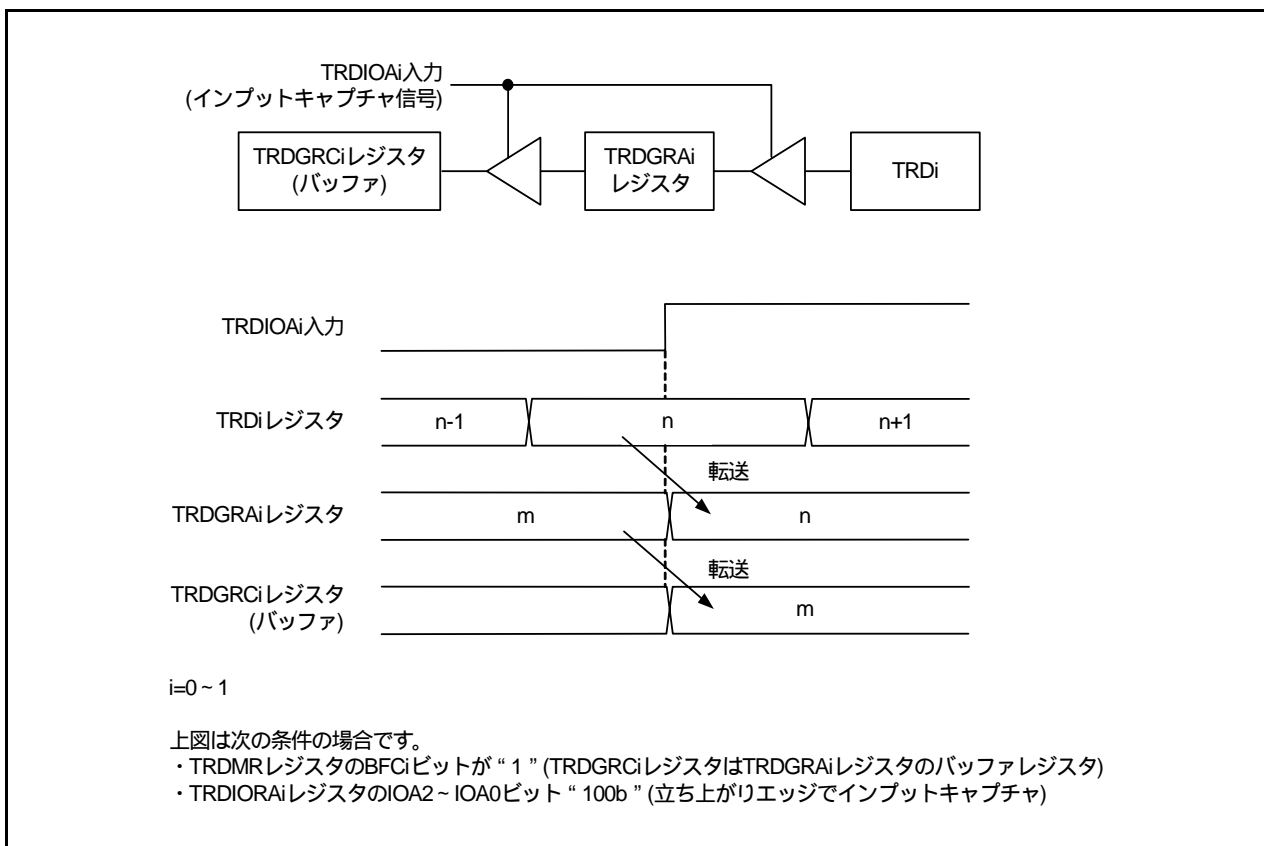 TRDIOAi入力
(インプットキャプチャ信号)
TRDGRCiレジスタ
(バッファ)
TRDGRAi
レジスタ
TRDi
TRDIOAi入力
TRDiレジスタ
n-1
n
n+1
転送
TRDGRAiレジスタ
m
n
転送
TRDGRCiレジスタ
(バッファ)
m
i=0~1
上図は次の条件の場合です。
・TRDMRレジスタのBFCiビットが“1”(TRDGRCiレジスタはTRDGRAiレジスタのバッファレジスタ)
・TRDIORAiレジスタのIOA2~IOA0ビット“100b”(立ち上がりエッジでインプットキャプチャ)